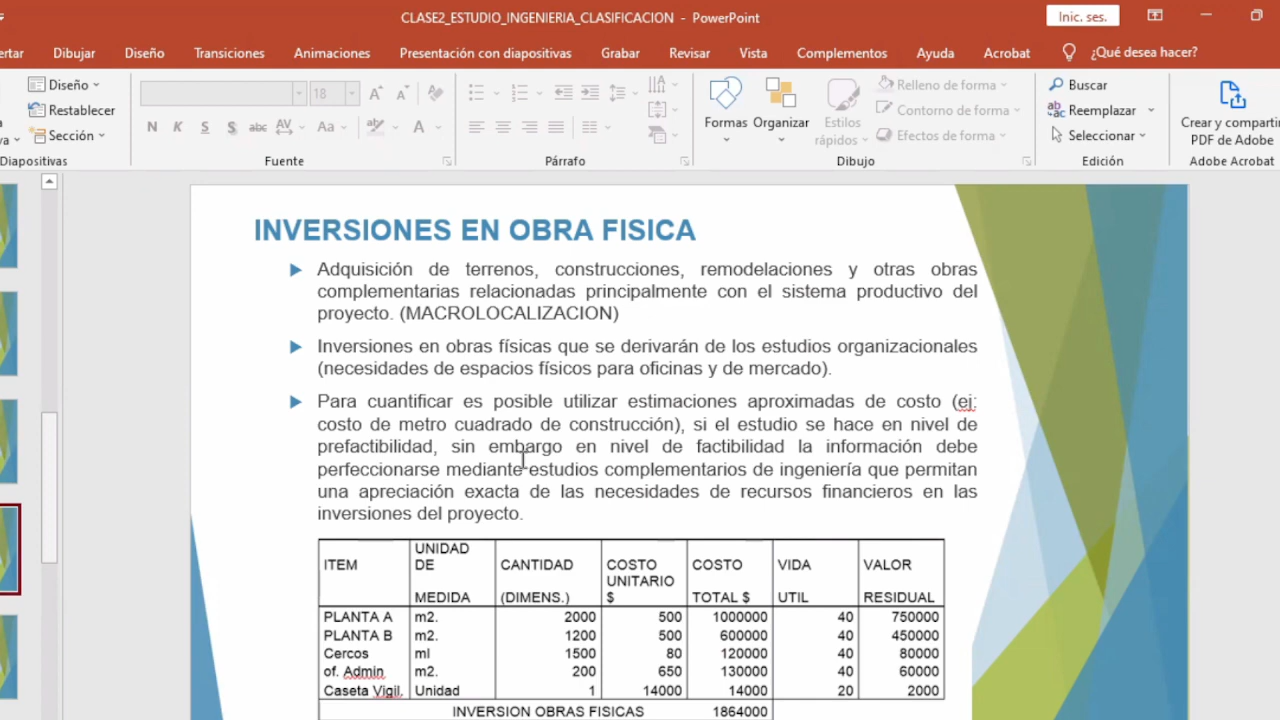 CLASE2_ESTUDIO_INGENIERIA_CLASIFICACION - PowerPoint
Inic. ses.
ertar Dibujar Diseño Transiciones Animaciones Presentación con diapositivas Grabar Revisar Vista Complementos Ayuda Acrobat ¿Qué desea hacer?
Diseño
Restablecer
Sección
Diapositivas
N K S S abc AV Aa A
Fuente
Párrafo
Formas Organizar Estilos
rápidos
Relleno de forma
Contorno de forma
Efectos de forma
Dibujo
Buscar
Reemplazar
Seleccionar
Edición
Crear y comparti
PDF de Adobe
Adobe Acrobat
INVERSIONES EN OBRA FISICA
Adquisición de terrenos, construcciones, remodelaciones y otras obras
complementarias relacionadas principalmente con el sistema productivo del
proyecto. (MACROLOCALIZACION)
Inversiones en obras físicas que se derivarán de los estudios organizacionales
(necesidades de espacios físicos para oficinas y de mercado).
Para cuantificar es posible utilizar estimaciones aproximadas de costo (ej:
costo de metro cuadrado de construcción), si el estudio se hace en nivel de
prefactibilidad, sin embargo en nivel de factibilidad la información debe
perfeccionarse mediante estudios complementarios de ingeniería que permitan
una apreciación exacta de las necesidades de recursos financieros en las
inversiones del proyecto.
ITEM UNIDAD DE MEDIDA CANTIDAD (DIMENS.) COSTO UNITARIO $ COSTO TOTAL $ VIDA UTIL VALOR RESIDUAL
PLANTA A m2. 2000 500 1000000 40 750000
PLANTA B m2. 1200 500 600000 40 450000
Cercos ml 1500 80 120000 40 80000
of. Admin m2. 200 650 130000 40 60000
Caseta Vigil. Unidad 1 14000 14000 20 2000
INVERSION OBRAS FISICAS 1864000